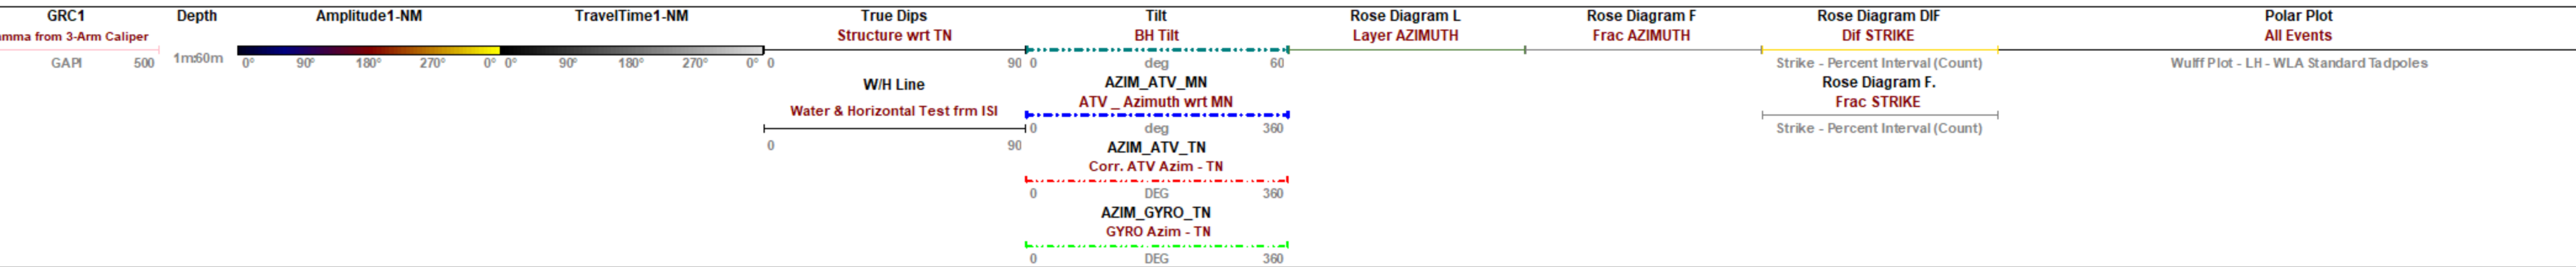 GRC1 Depth Amplitude1-NM TravelTime1-NM True Dips Tilt Rose Diagram L Rose Diagram F Rose Diagram DIF Polar Plot
from 3-Arm Caliper Structure wrt TN BH Tilt Layer AZIMUTH Frac AZIMUTH Dif STRIKE All Events
GAPI 500 1m:60m 0° 90° 180° 270° 0° 0° 90° 180° 270° 0° 0 90 0 deg 60 Strike - Percent Interval (Count) Wulff Plot - LH - WLA Standard Tadpoles
W/H Line AZIM_ATV_MN Rose Diagram F.
Water & Horizontal Test frm ISI ATV _ Azimuth wrt MN Frac STRIKE
0 deg 360 Strike - Percent Interval (Count)
0 90 AZIM_ATV_TN
Corr. ATV Azim - TN
0 DEG 360
AZIM_GYRO_TN
GYRO Azim - TN
0 DEG 360